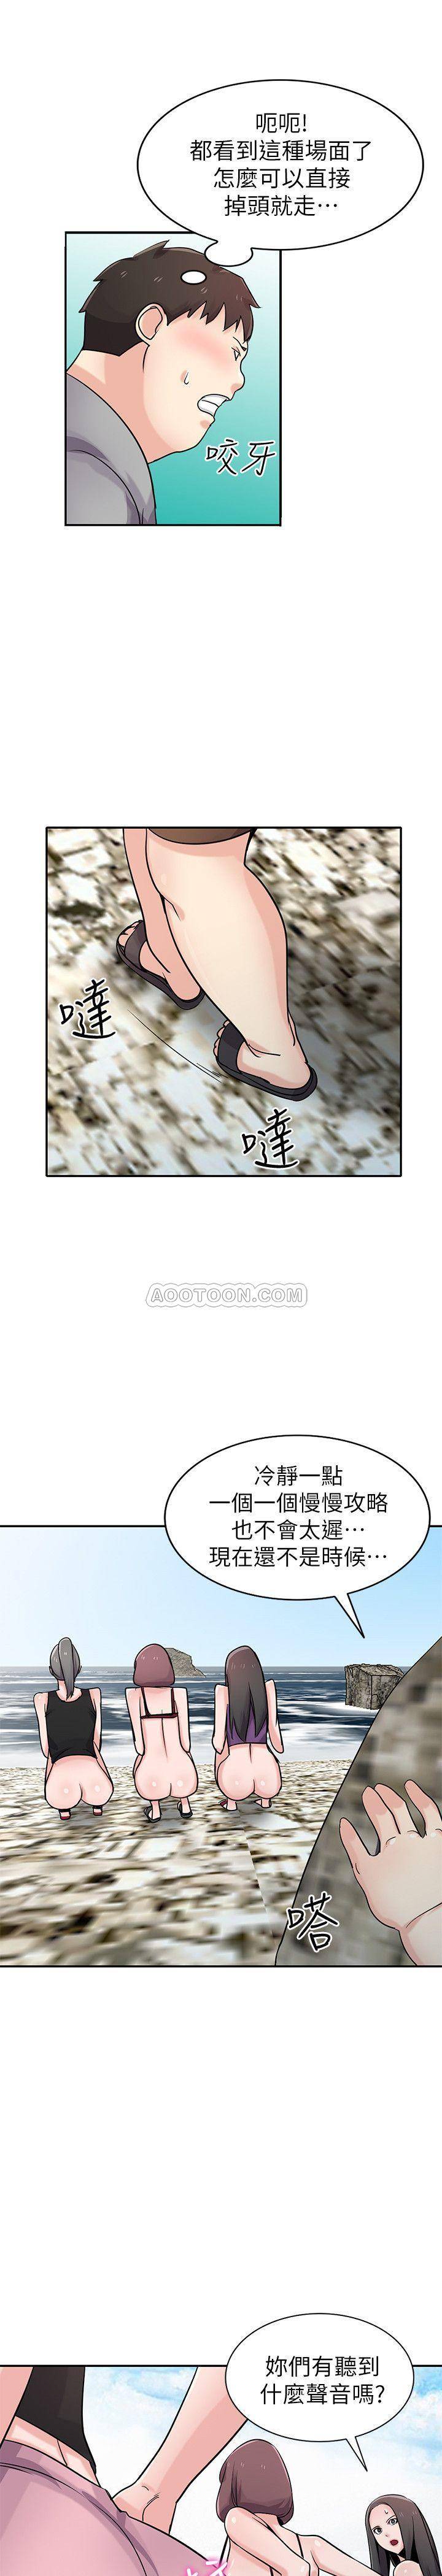 呃呃!
都看到這種場面了
怎麼可以直接
掉頭就走⋯
咬牙
噠
噠
AOOTOON.COM
冷靜一點
一個一個慢慢攻略
也不會太遲⋯
現在還不是時候⋯
嗒
妳們有聽到
什麼聲音嗎?